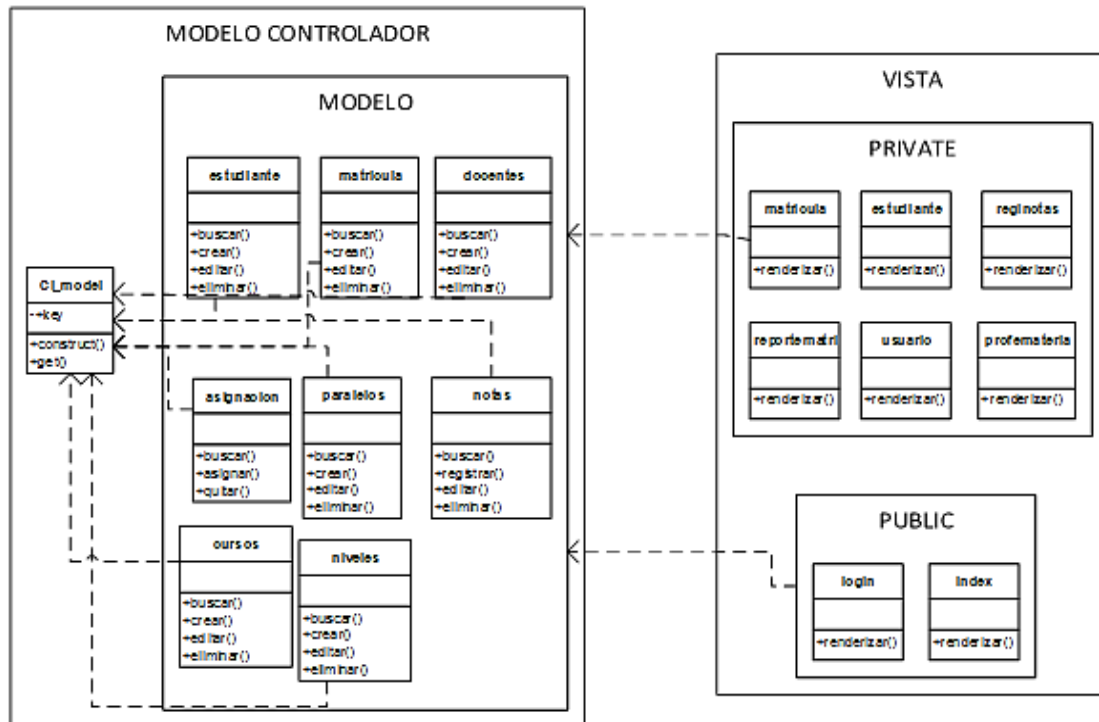 MODELO CONTROLADOR
MODELO
estudiante
+buscar()
+crear()
+editar()
+eliminar()
matricula
+buscar()
+crear()
+editar()
+eliminar()
docentes
+buscar()
+crear()
+editar()
+eliminar()
CI_model
-+key
+construct()
+get()
asignacion
+buscar()
+asignar()
+quitar()
paralelos
+buscar()
+crear()
+editar()
+eliminar()
notas
+buscar()
+registrar()
+editar()
+eliminar()
cursos
+buscar()
+crear()
+editar()
+eliminar()
niveles
+buscar()
+crear()
+editar()
+eliminar()
VISTA
PRIVATE
matricula
+renderizar()
estudiante
+renderizar()
reginotas
+renderizar()
reportematri
+renderizar()
usuario
+renderizar()
profemateria
+renderizar()
PUBLIC
login
+renderizar()
index
+renderizar()